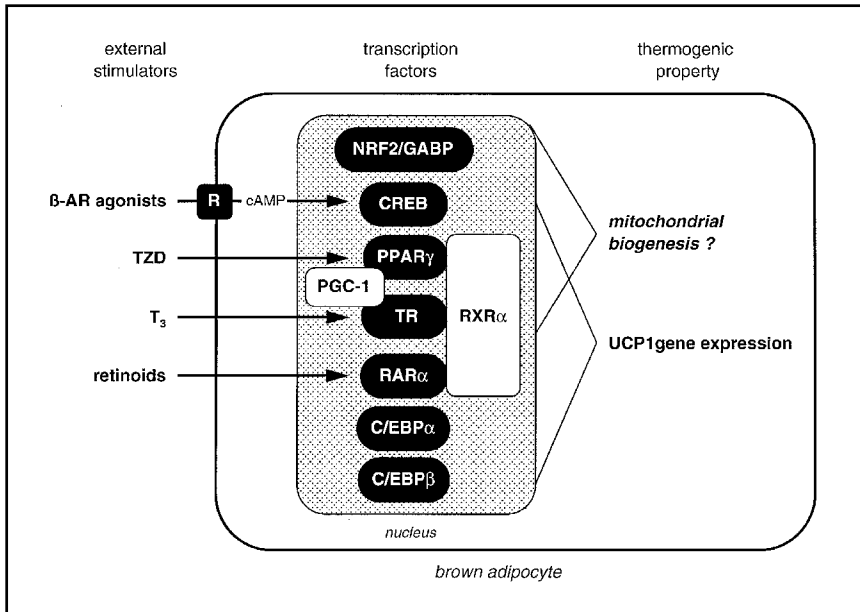 external
stimulators
transcription
factors
thermogenic
property
NRF2/GABP
ß-AR agonists
R
cAMP
CREB
mitochondrial
biogenesis ?
TZD
PPARγ
PGC-1
RXRα
T3
TR
UCP1gene expression
retinoids
RARα
C/EBPα
C/EBPβ
nucleus
brown adipocyte